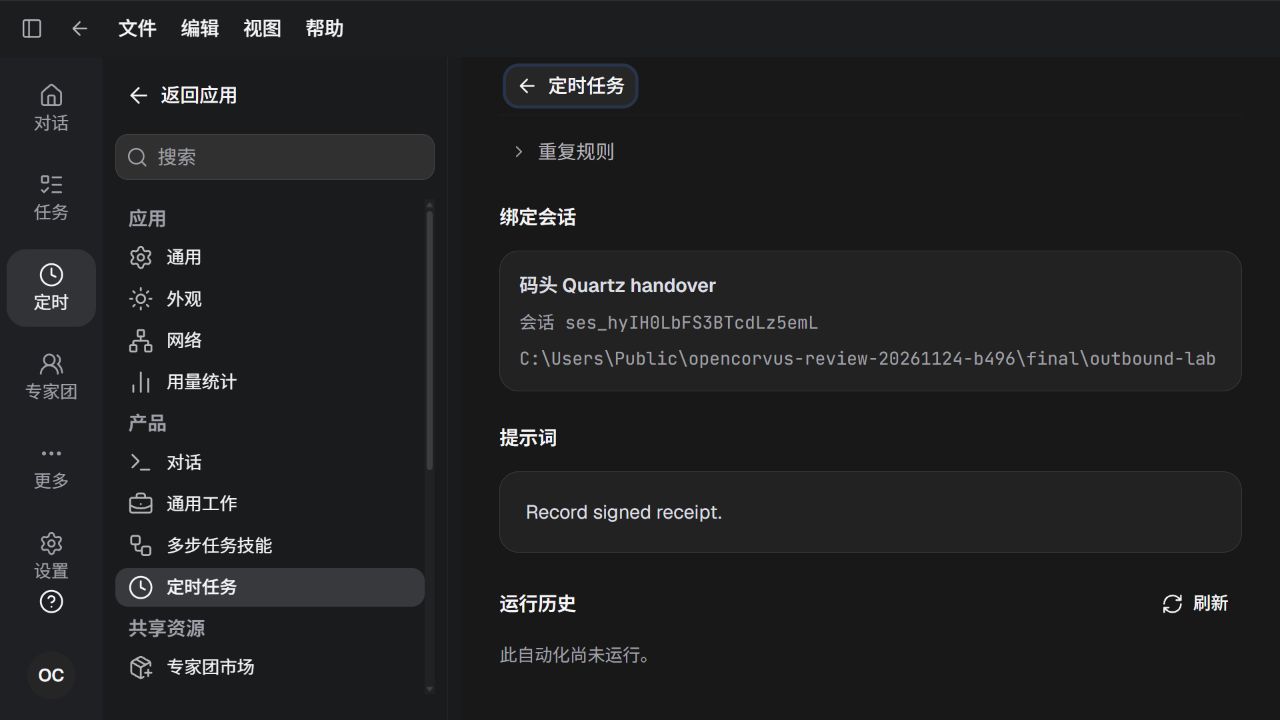 文件 编辑 视图 帮助
对话
任务
定时
专家团
更多
设置
OC
返回应用
搜索
应用
通用
外观
网络
用量统计
产品
对话
通用工作
多步任务技能
定时任务
共享资源
专家团市场
定时任务
重复规则
绑定会话
码头 Quartz handover
会话 ses_hyIH0LbFS3BTcdLz5emL
C:\Users\Public\opencorvus-review-20261124-b496\final\outbound-lab
提示词
Record signed receipt.
运行历史
刷新
此自动化尚未运行。